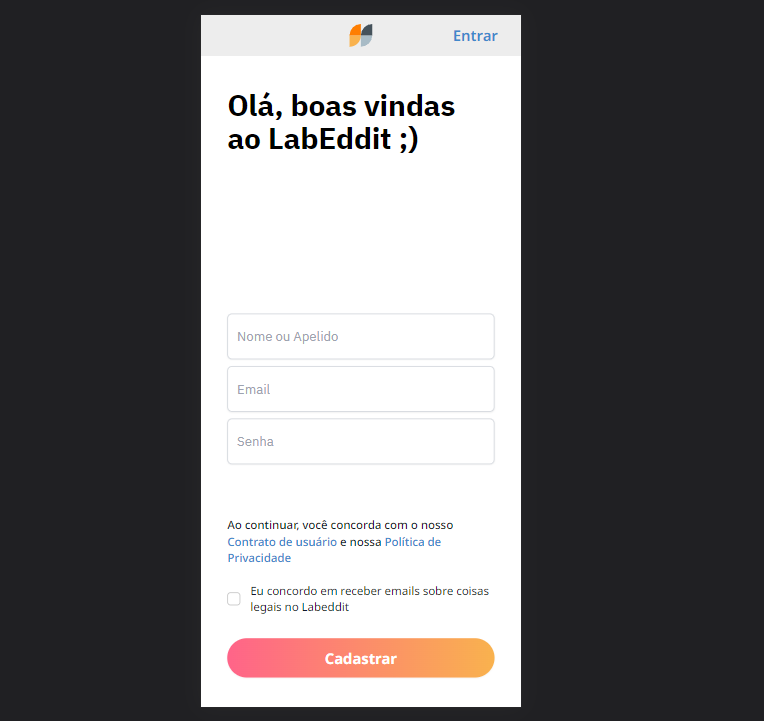 Entrar
Olá, boas vindas
ao LabEddit ;)
Nome ou Apelido
Email
Senha
Ao continuar, você concorda com o nosso
Contrato de usuário e nossa Política de
Privacidade
Eu concordo em receber emails sobre coisas
legais no Labeddit
Cadastrar